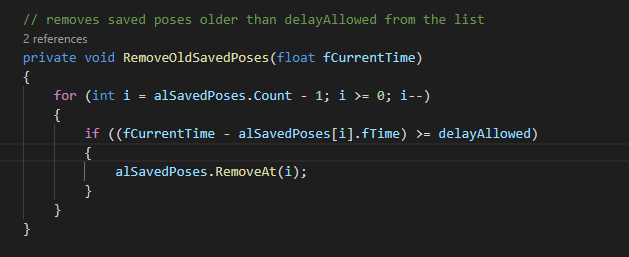 // removes saved poses older than delayAllowed from the list
2 references
private void RemoveOldSavedPoses(float fCurrentTime)
{
for (int i = alSavedPoses.Count - 1; i >= 0; i--)
{
if ((fCurrentTime - alSavedPoses[i].fTime) >= delayAllowed)
{
alSavedPoses.RemoveAt(i);
}
}
}